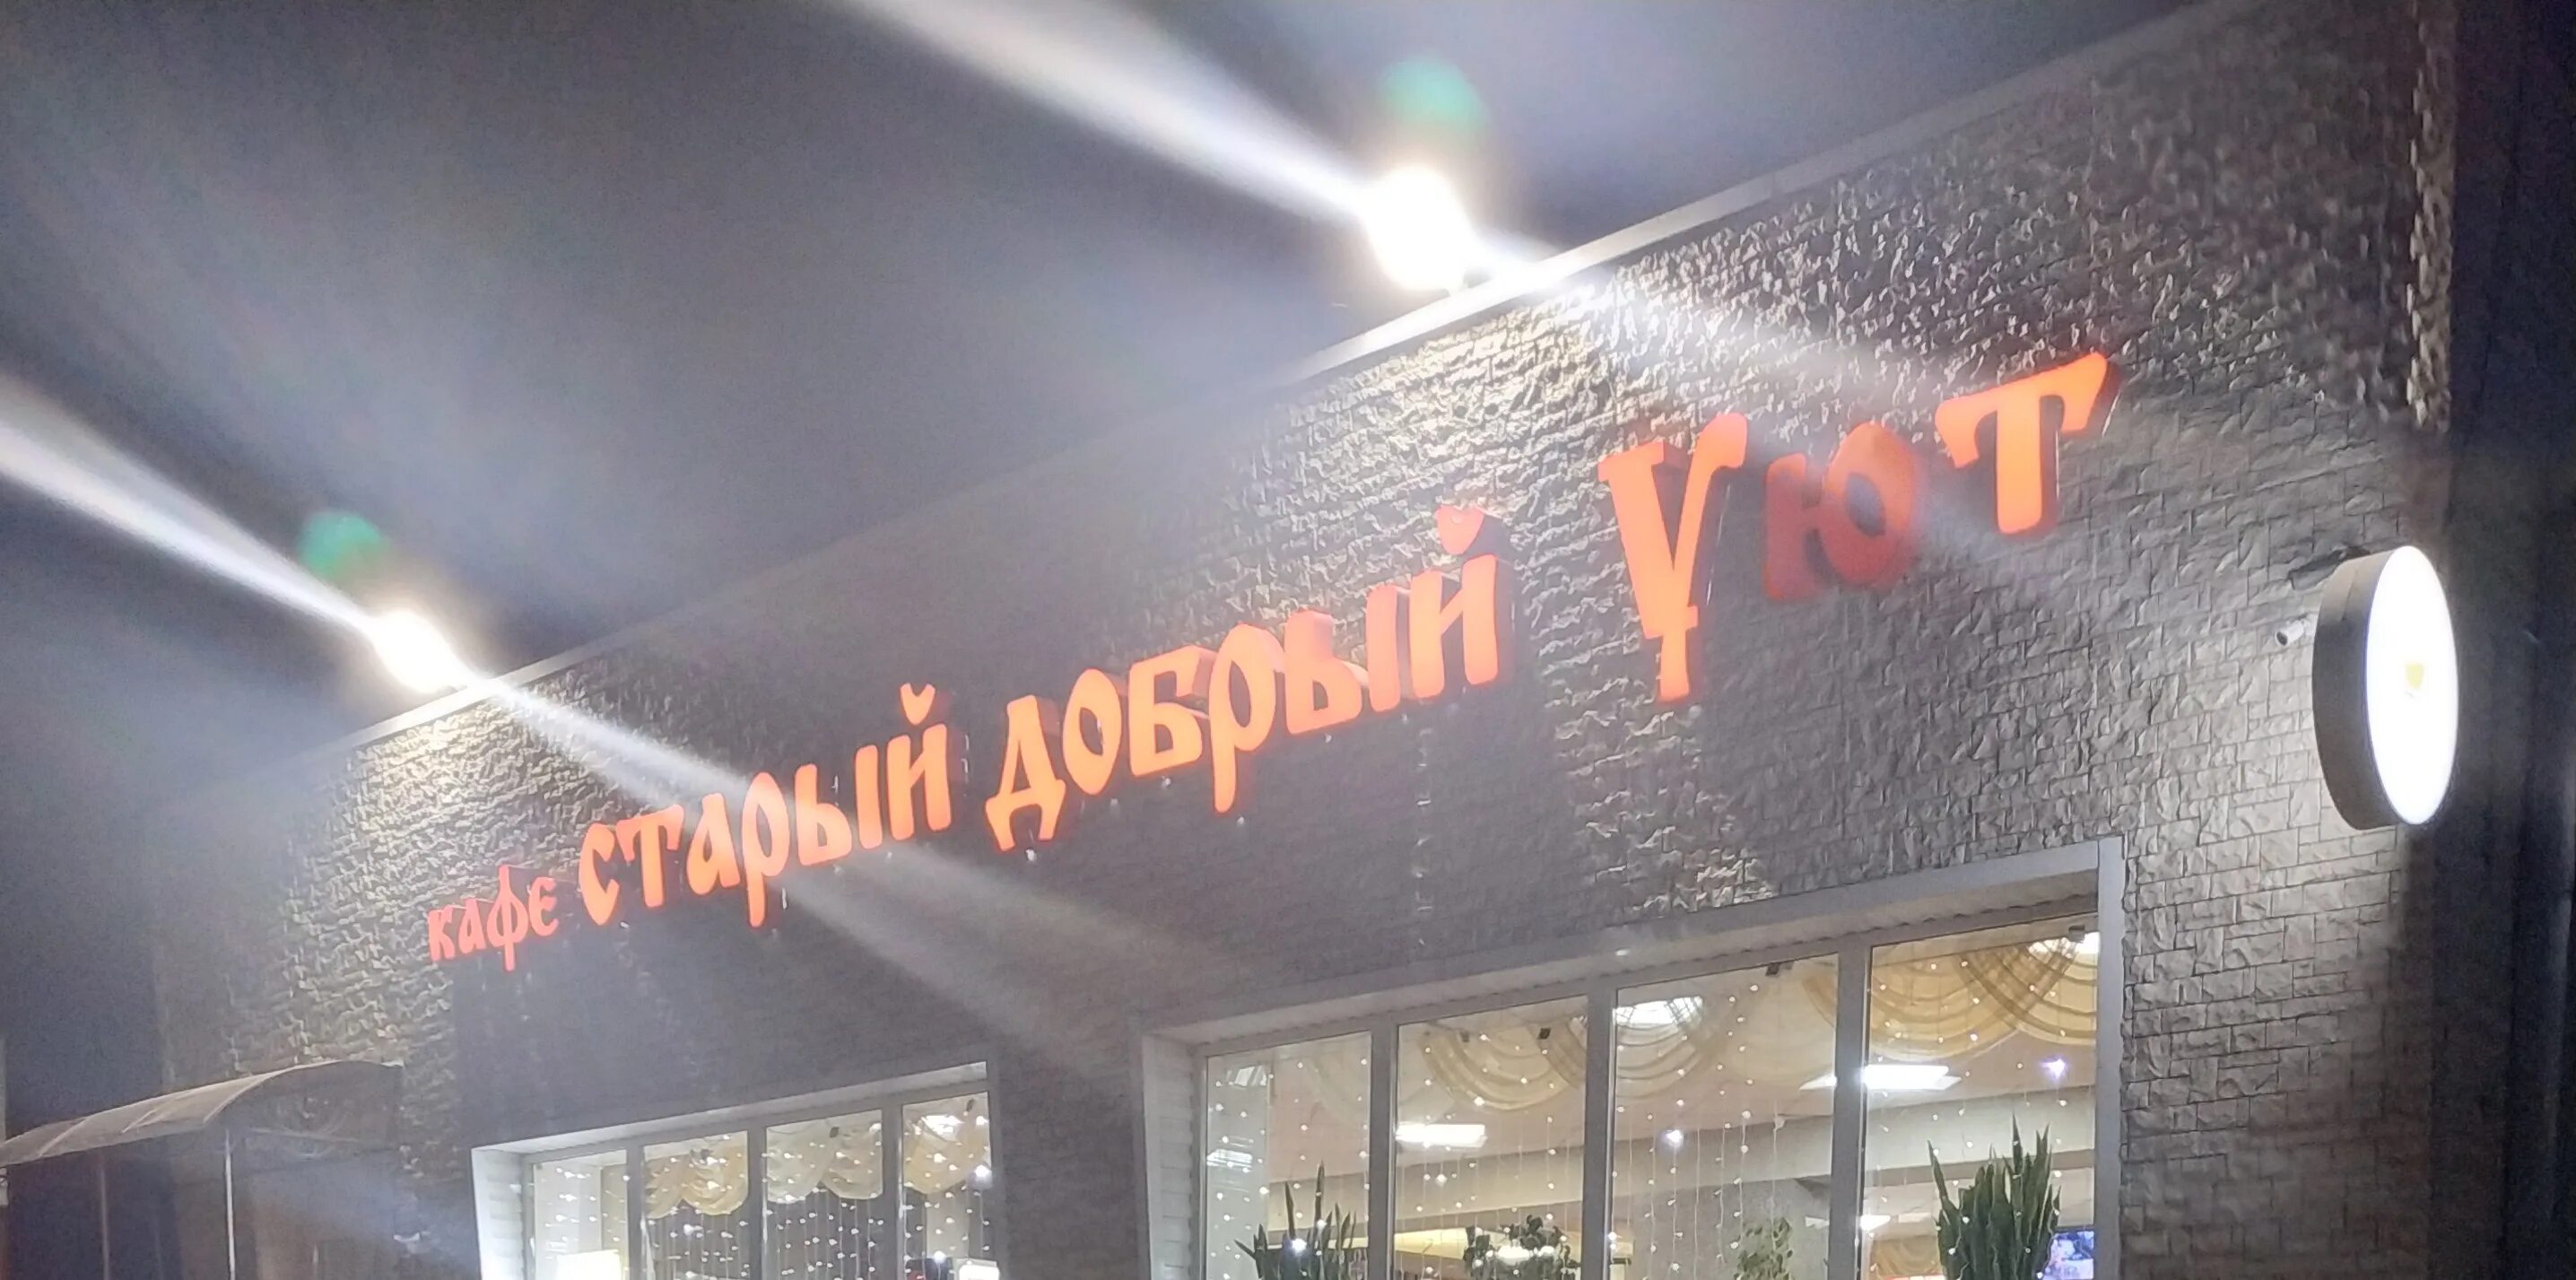 кафе старый добрый Уют